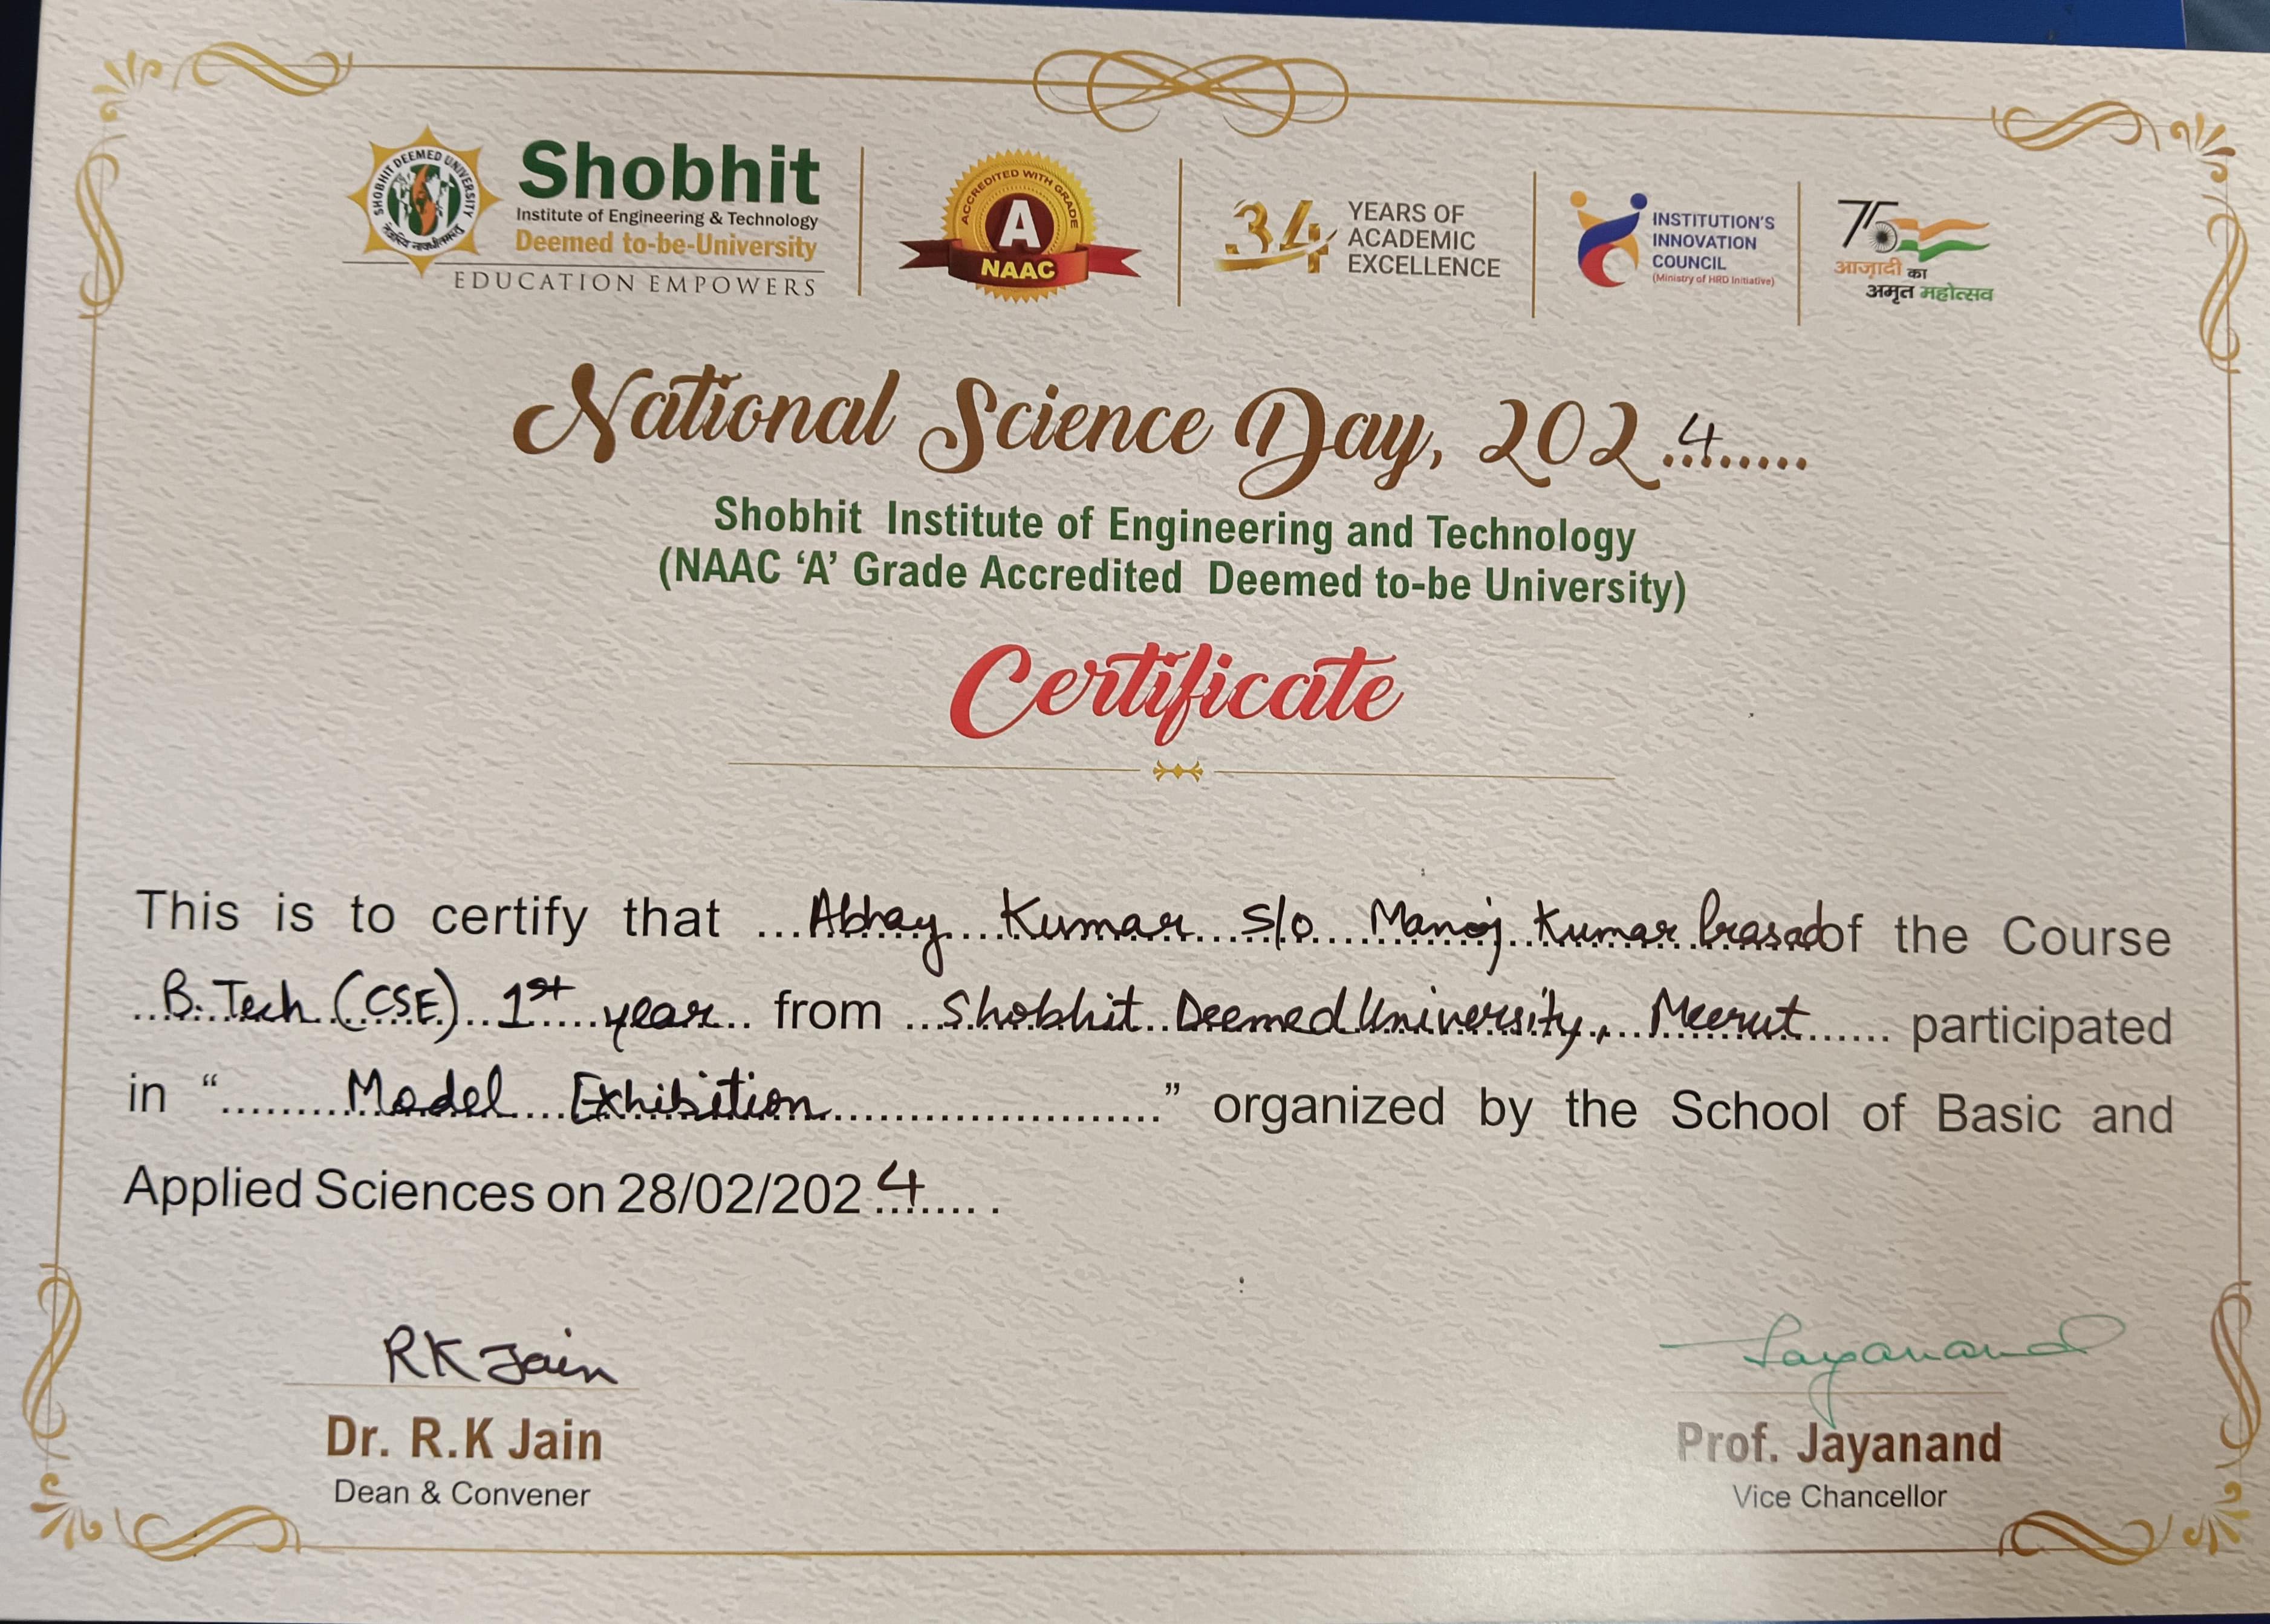 SHOBHIT DEEMED UNIVERSITY
Shobhit
Institute of Engineering & Technology
Deemed to-be-University
EDUCATION EMPOWERS
ACCREDITED WITH GRADE
A
NAAC
34 YEARS OF
ACADEMIC
EXCELLENCE
INSTITUTION'S
INNOVATION
COUNCIL
(Ministry of HRD Initiative)
75
आज़ादी का
अमृत महोत्सव
National Science Day, 2024
Shobhit Institute of Engineering and Technology
(NAAC 'A' Grade Accredited Deemed to-be University)
Certificate
This is to certify that Abhay Kumar S/o Manoj Kumar Prasad of the Course
B.Tech (CSE) 1st year from Shobhit Deemed University, Meerut participated
in "Model Exhibition" organized by the School of Basic and
Applied Sciences on 28/02/2024.
RK Jain
Dr. R.K Jain
Dean & Convener
Jayanand
Prof. Jayanand
Vice Chancellor